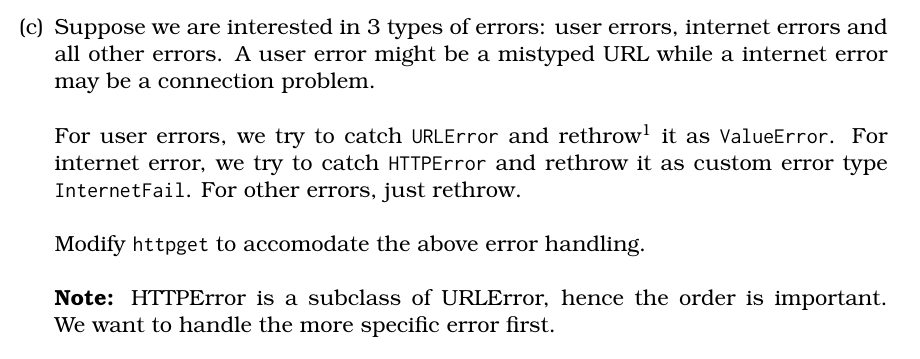 (c) Suppose we are interested in 3 types of errors: user errors, internet errors and
all other errors. A user error might be a mistyped URL while a internet error
may be a connection problem.
For user errors, we try to catch URLError and rethrow1 it as ValueError. For
internet error, we try to catch HTTPError and rethrow it as custom error type
InternetFail. For other errors, just rethrow.
Modify httpget to accomodate the above error handling.
Note: HTTPError is a subclass of URLError, hence the order is important.
We want to handle the more specific error first.